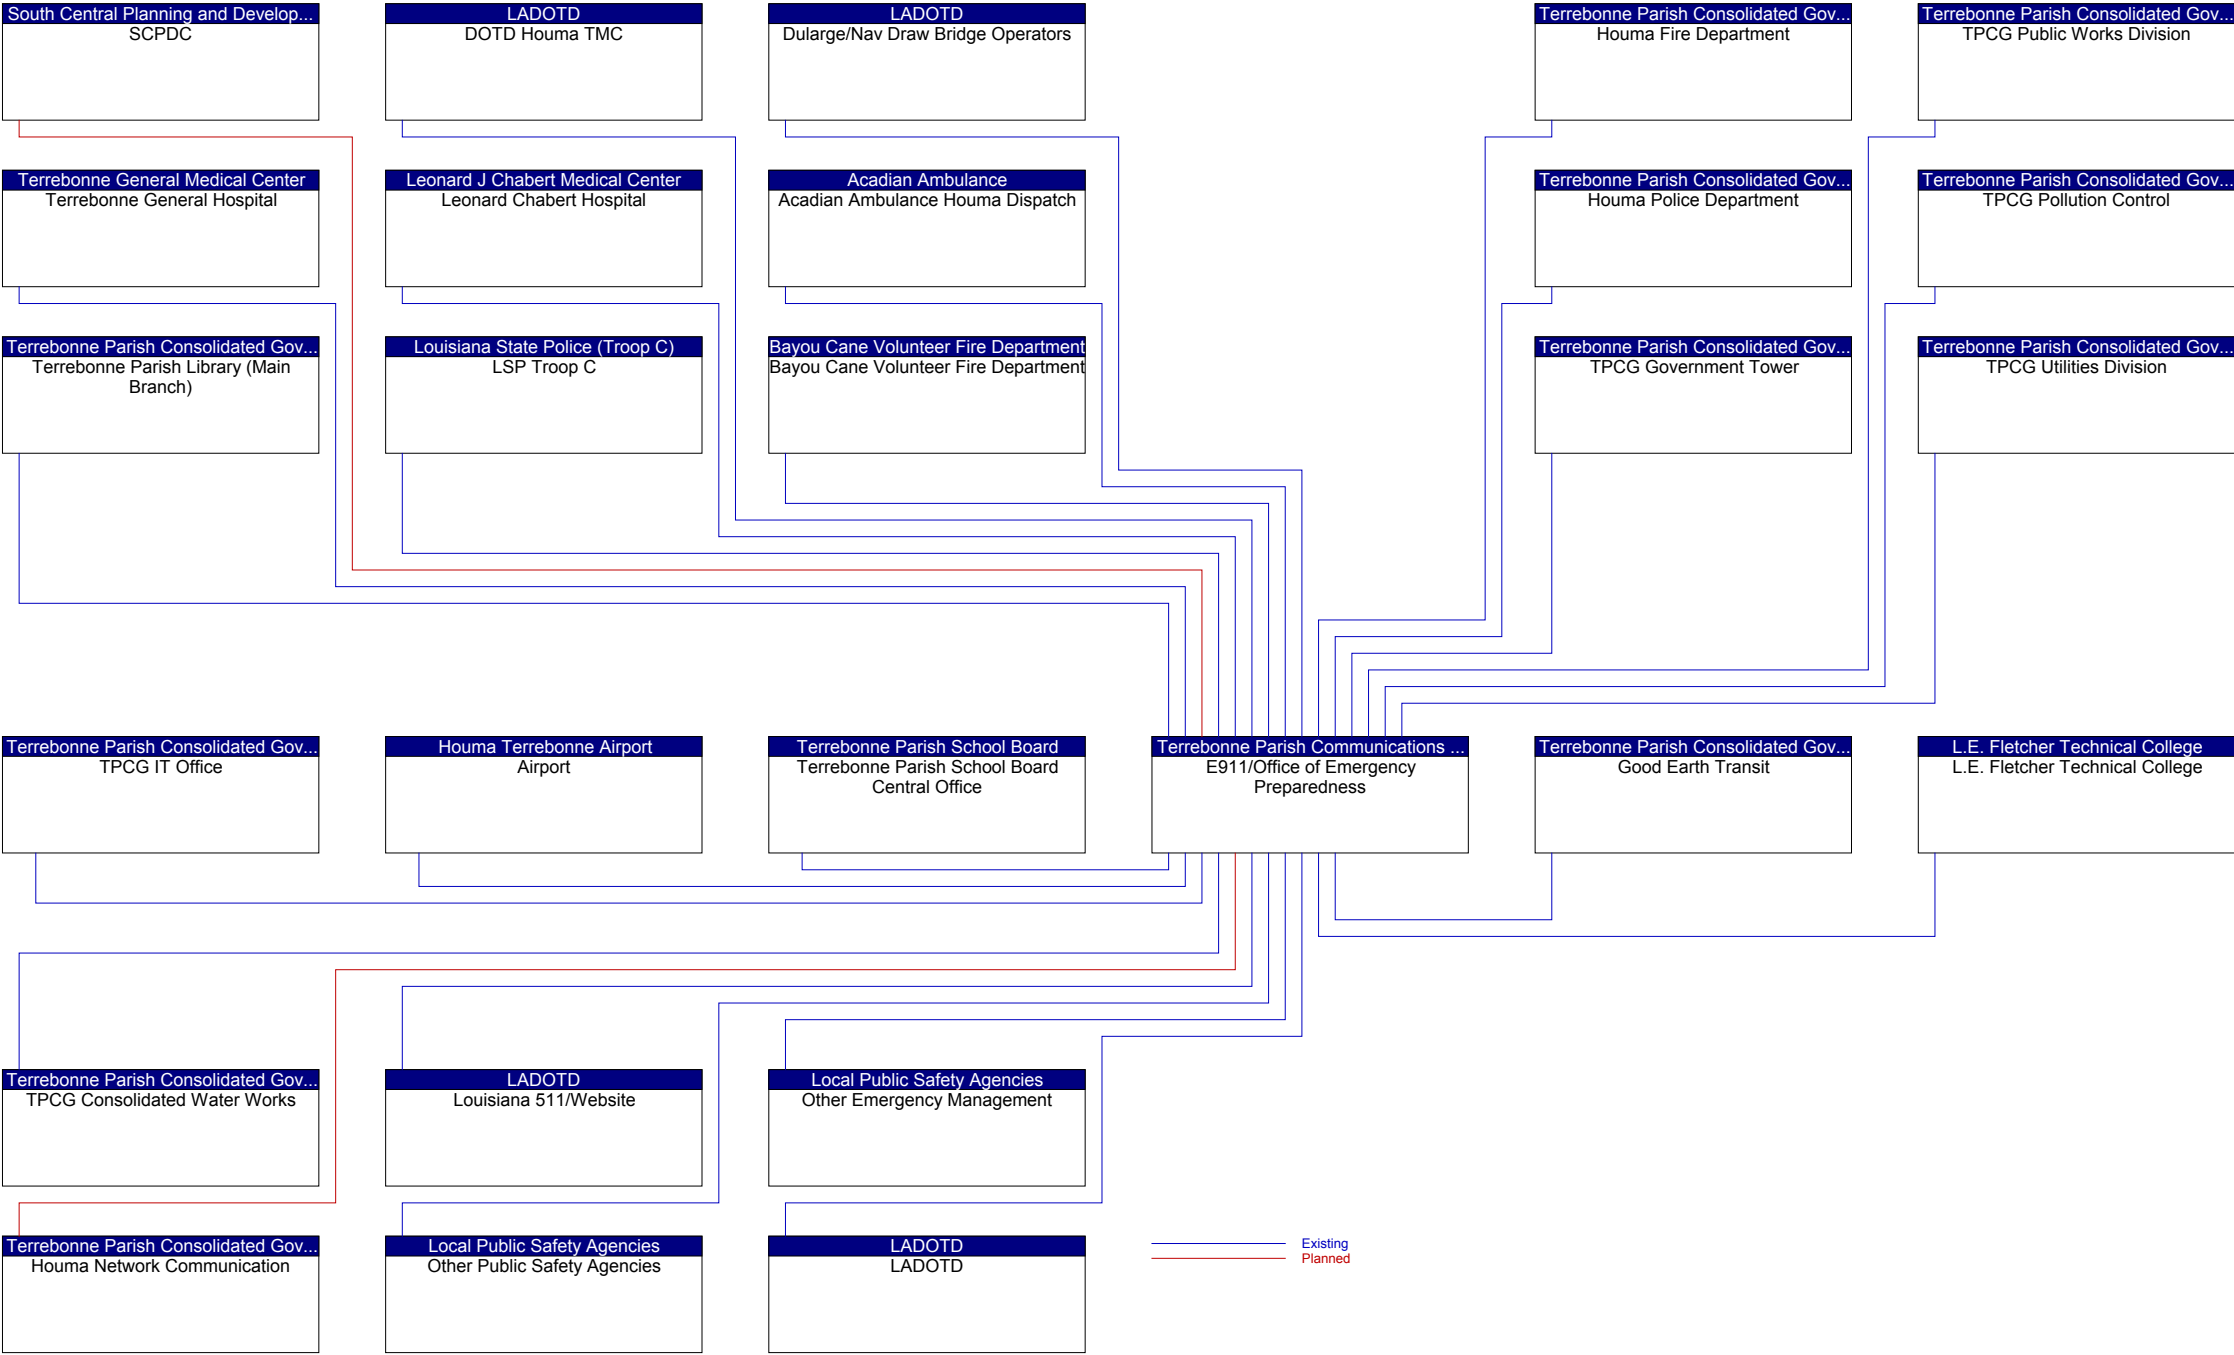 South Central Planning and Develop...
SCPDC
LADOTD
DOTD Houma TMC
LADOTD
Dularge/Nav Draw Bridge Operators
Terrebonne Parish Consolidated Gov...
Houma Fire Department
Terrebonne Parish Consolidated Gov...
TPCG Public Works Division
Terrebonne General Medical Center
Terrebonne General Hospital
Leonard J Chabert Medical Center
Leonard Chabert Hospital
Acadian Ambulance
Acadian Ambulance Houma Dispatch
Terrebonne Parish Consolidated Gov...
Houma Police Department
Terrebonne Parish Consolidated Gov...
TPCG Pollution Control
Terrebonne Parish Consolidated Gov...
Terrebonne Parish Library (Main
Branch)
Louisiana State Police (Troop C)
LSP Troop C
Bayou Cane Volunteer Fire Department
Bayou Cane Volunteer Fire Department
Terrebonne Parish Consolidated Gov...
TPCG Government Tower
Terrebonne Parish Consolidated Gov...
TPCG Utilities Division
Terrebonne Parish Consolidated Gov...
TPCG IT Office
Houma Terrebonne Airport
Airport
Terrebonne Parish School Board
Terrebonne Parish School Board
Central Office
Terrebonne Parish Communications ...
E911/Office of Emergency
Preparedness
Terrebonne Parish Consolidated Gov...
Good Earth Transit
L.E. Fletcher Technical College
L.E. Fletcher Technical College
Terrebonne Parish Consolidated Gov...
TPCG Consolidated Water Works
LADOTD
Louisiana 511/Website
Local Public Safety Agencies
Other Emergency Management
Terrebonne Parish Consolidated Gov...
Houma Network Communication
Local Public Safety Agencies
Other Public Safety Agencies
LADOTD
LADOTD
Existing
Planned